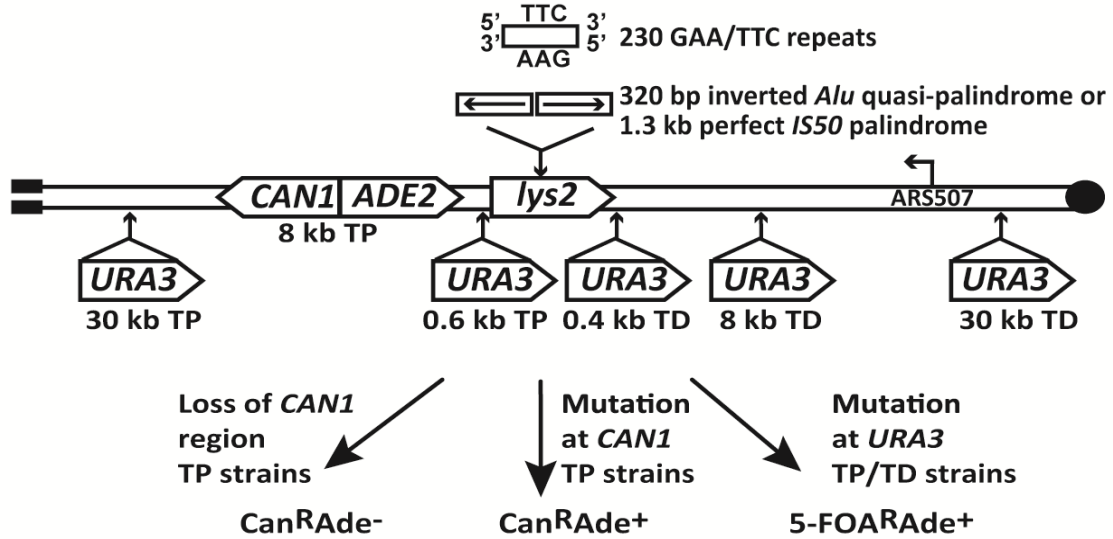 5’ TTC 3’
3’ AAG 5’
230 GAA/TTC repeats
320 bp inverted Alu quasi-palindrome or
1.3 kb perfect IS50 palindrome
CAN1 ADE2 lys2 ARS507
8 kb TP
URA3 URA3 URA3 URA3 URA3
30 kb TP 0.6 kb TP 0.4 kb TD 8 kb TD 30 kb TD
Loss of CAN1
region
TP strains
CanRAde-
Mutation
at CAN1
TP strains
CanRAde+
Mutation
at URA3
TP/TD strains
5-FOARAde+